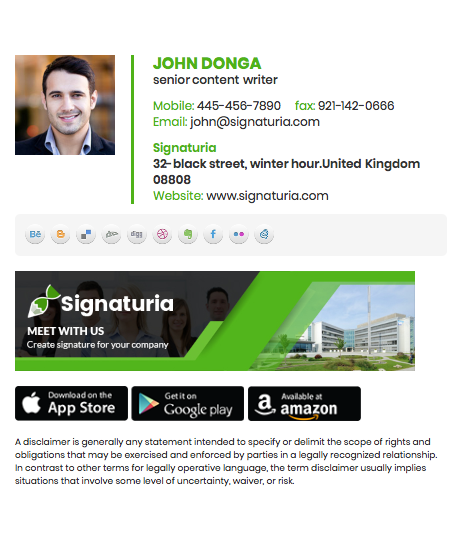 JOHN DONGA
senior content writer
Mobile: 445-456-7890 fax: 921-142-0666
Email: john@signaturia.com
Signaturia
32-black street, winter hour.United Kingdom
08808
Website: www.signaturia.com
Bē digg f
Signaturia
MEET WITH US
Create signature for your company
Download on the
App Store
Get it on
Google play
Available at
amazon
A disclaimer is generally any statement intended to specify or delimit the scope of rights and
obligations that may be exercised and enforced by parties in a legally recognized relationship.
In contrast to other terms for legally operative language, the term disclaimer usually implies
situations that involve some level of uncertainty, waiver, or risk.